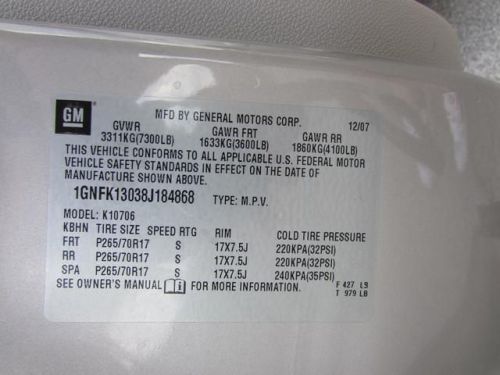 GM
MFD BY GENERAL MOTORS CORP. 12/07
GVWR GAWR FRT GAWR RR
3311KG(7300LB) 1633KG(3600LB) 1860KG(4100LB)
THIS VEHICLE CONFORMS TO ALL APPLICABLE U.S. FEDERAL MOTOR
VEHICLE SAFETY STANDARDS IN EFFECT ON THE DATE OF
MANUFACTURE SHOWN ABOVE.
1GNFK13038J184868 TYPE: M.P.V.
MODEL: K10706
KBHN TIRE SIZE SPEED RTG RIM COLD TIRE PRESSURE
FRT P265/70R17 S 17X7.5J 220KPA(32PSI)
RR P265/70R17 S 17X7.5J 220KPA(32PSI)
SPA P265/70R17 S 17X7.5J 240KPA(35PSI)
SEE OWNER'S MANUAL FOR MORE INFORMATION.
F 427 LB
T 979 LB